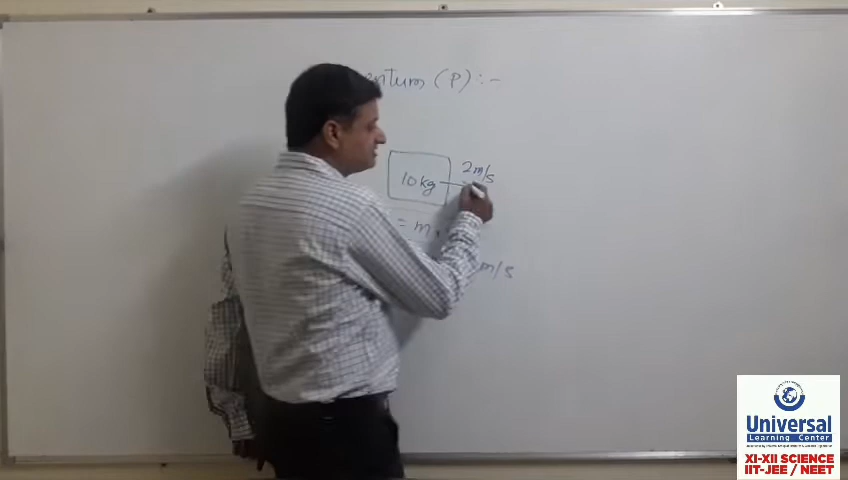 entum (P) :-
2m/s
10 kg
= m
m/s
Universal
Learning Center
XI-XII SCIENCE
IIT-JEE / NEET